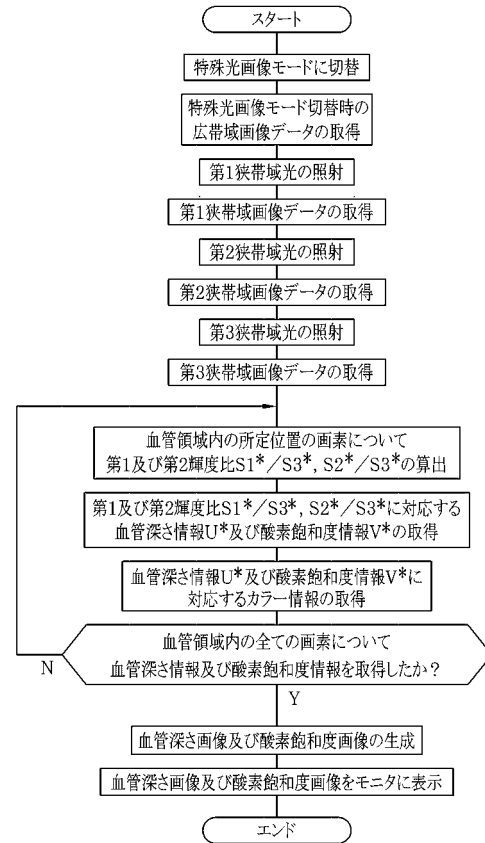 スタート
特殊光画像モードに切替
特殊光画像モード切替時の
広帯域画像データの取得
第1狭帯域光の照射
第1狭帯域画像データの取得
第2狭帯域光の照射
第2狭帯域画像データの取得
第3狭帯域光の照射
第3狭帯域画像データの取得
血管領域内の所定位置の画素について
第1及び第2輝度比S1*／S3*, S2*／S3*の算出
第1及び第2輝度比S1*／S3*, S2*／S3*に対応する
血管深さ情報U*及び酸素飽和度情報V*の取得
血管深さ情報U*及び酸素飽和度情報V*に
対応するカラー情報の取得
血管領域内の全ての画素について
血管深さ情報及び酸素飽和度情報を取得したか？
N
Y
血管深さ画像及び酸素飽和度画像の生成
血管深さ画像及び酸素飽和度画像をモニタに表示
エンド